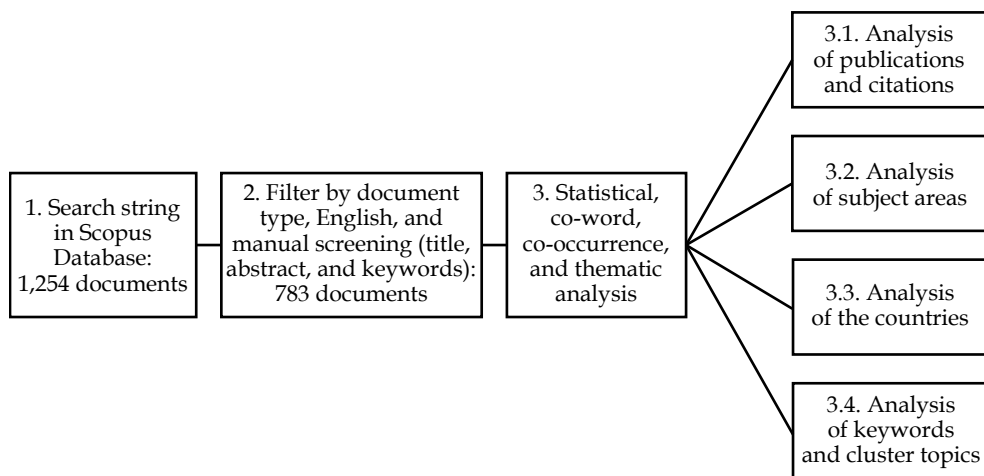 1. Search string
in Scopus
Database:
1,254 documents
2. Filter by document
type, English, and
manual screening (title,
abstract, and keywords):
783 documents
3. Statistical,
co-word,
co-occurrence,
and thematic
analysis
3.1. Analysis
of publications
and citations
3.2. Analysis
of subject areas
3.3. Analysis
of the countries
3.4. Analysis
of keywords
and cluster topics